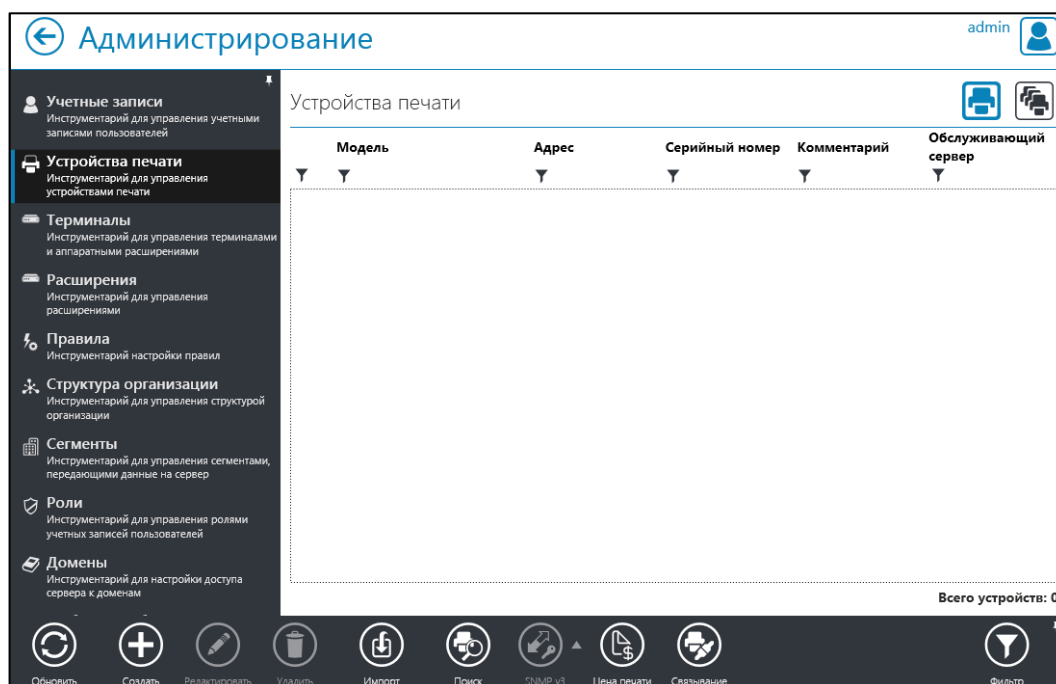 Администрирование
admin
Учетные записи
Инструментарий для управления учетными
записями пользователей
Устройства печати
Инструментарий для управления
устройствами печати
Терминалы
Инструментарий для управления терминалами
и аппаратными расширениями
Расширения
Инструментарий для управления
расширениями
Правила
Инструментарий настройки правил
Структура организации
Инструментарий для управления структурой
организации
Сегменты
Инструментарий для управления сегментами,
передающими данные на сервер
Роли
Инструментарий для управления ролями
учетных записей пользователей
Домены
Инструментарий для настройки доступа
сервера к доменам
Устройства печати
Модель
Адрес
Серийный номер
Комментарий
Обслуживающий
сервер
Всего устройств: 0
Обновить
Создать
Редактировать
Удалить
Импорт
Поиск
SNMP v3
Цена печати
Связывание
Фильтр